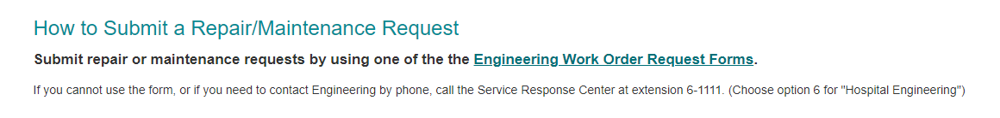 How to Submit a Repair/Maintenance Request
Submit repair or maintenance requests by using one of the the Engineering Work Order Request Forms.
If you cannot use the form, or if you need to contact Engineering by phone, call the Service Response Center at extension 6-1111. (Choose option 6 for "Hospital Engineering")